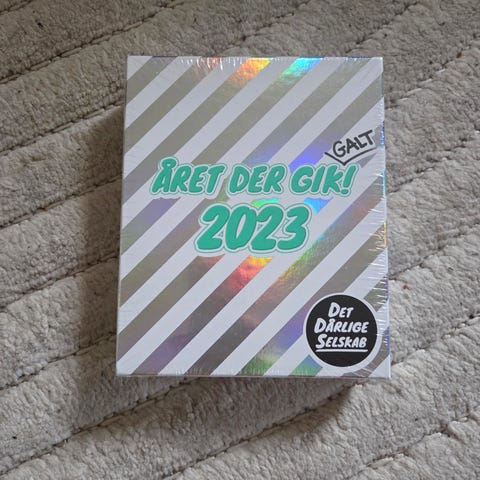 GALT
ÅRET DER GIK!
2023
DET
DÅRLIGE
SELSKAB